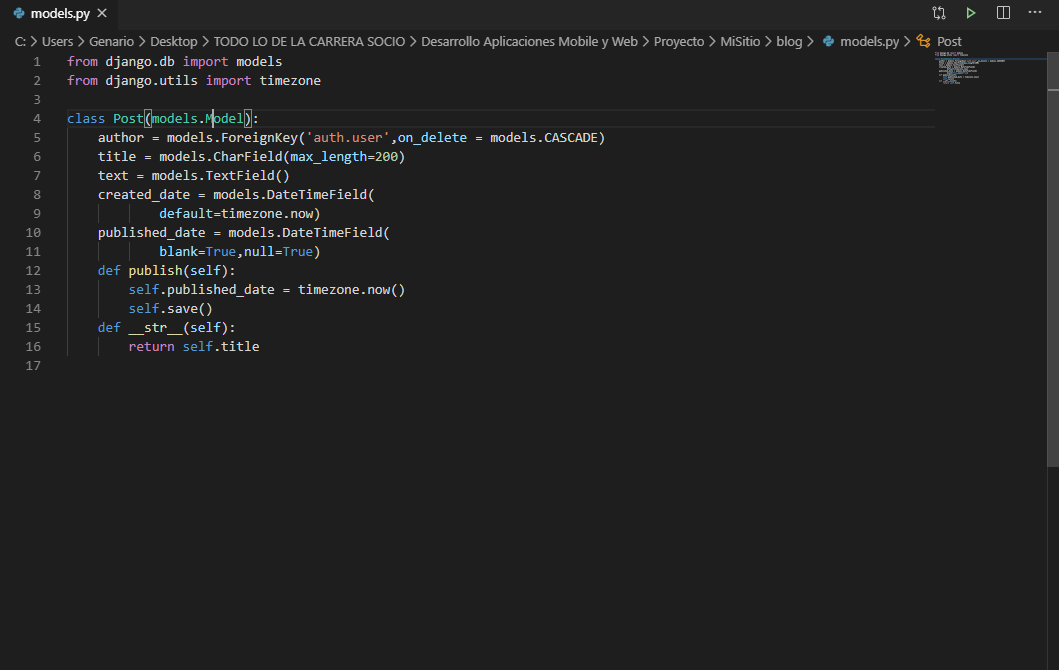 models.py
C: > Users > Genario > Desktop > TODO LO DE LA CARRERA SOCIO > Desarrollo Aplicaciones Mobile y Web > Proyecto > MiSitio > blog > models.py > Post
1 from django.db import models
2 from django.utils import timezone
3
4 class Post(models.Model):
5     author = models.ForeignKey('auth.user',on_delete = models.CASCADE)
6     title = models.CharField(max_length=200)
7     text = models.TextField()
8     created_date = models.DateTimeField(
9             default=timezone.now)
10     published_date = models.DateTimeField(
11             blank=True,null=True)
12     def publish(self):
13         self.published_date = timezone.now()
14         self.save()
15     def __str__(self):
16         return self.title
17